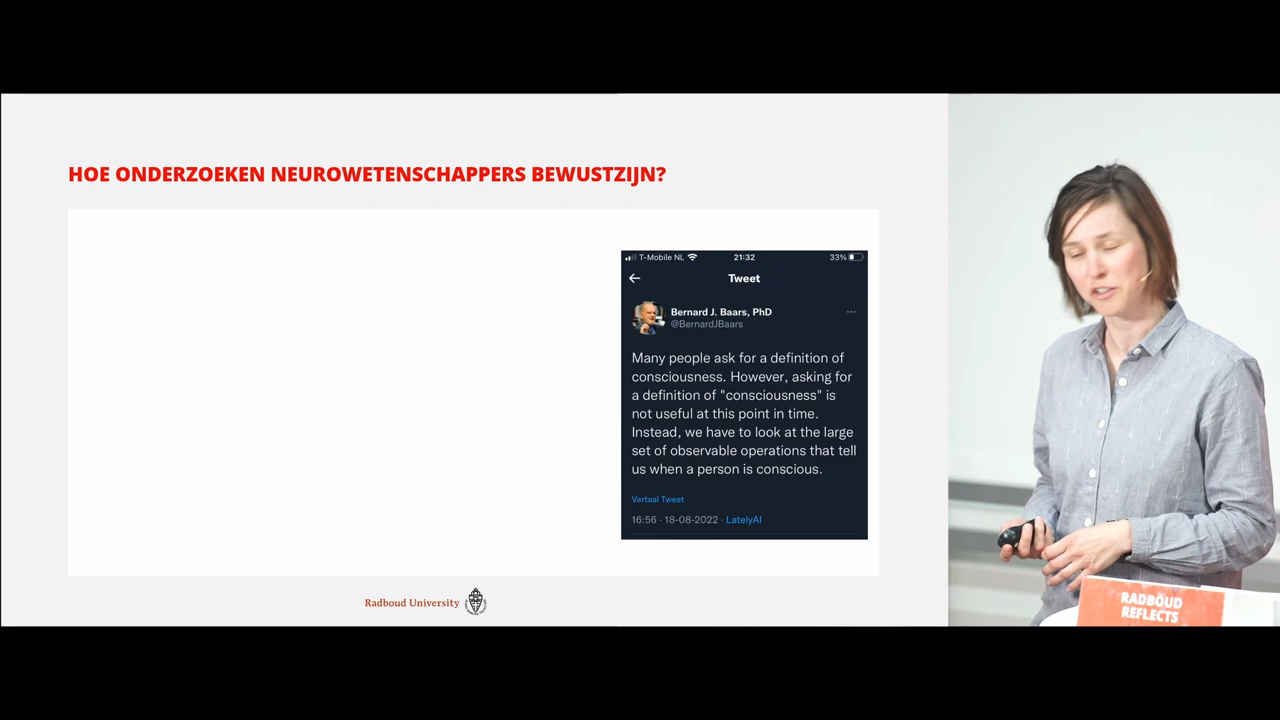 HOE ONDERZOEKEN NEUROWETENSCHAPPERS BEWUSTZIJN?
T-Mobile NL 21:32 33%
Tweet
Bernard J. Baars, PhD
@BernardJBaars
Many people ask for a definition of
consciousness. However, asking for
a definition of "consciousness" is
not useful at this point in time.
Instead, we have to look at the large
set of observable operations that tell
us when a person is conscious.
Vertaal Tweet
16:56 · 18-08-2022 · LatelyAI
Radboud University
RADBOUD
REFLECTS